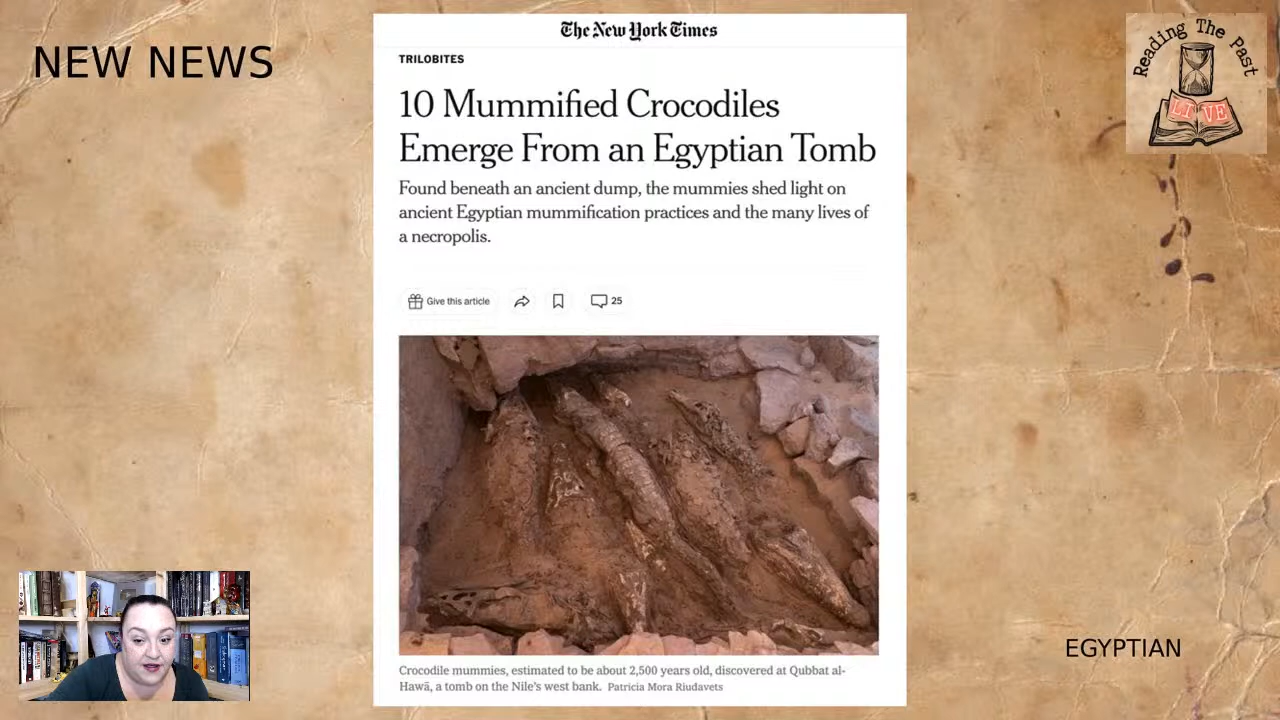 NEW NEWS
The New York Times
TRILOBITES
10 Mummified Crocodiles
Emerge From an Egyptian Tomb
Found beneath an ancient dump, the mummies shed light on
ancient Egyptian mummification practices and the many lives of
a necropolis.
Give this article
25
Crocodile mummies, estimated to be about 2,500 years old, discovered at Qubbat al-
Hawā, a tomb on the Nile's west bank. Patricia Mora Riudavets
Reading The Past
LIVE
EGYPTIAN